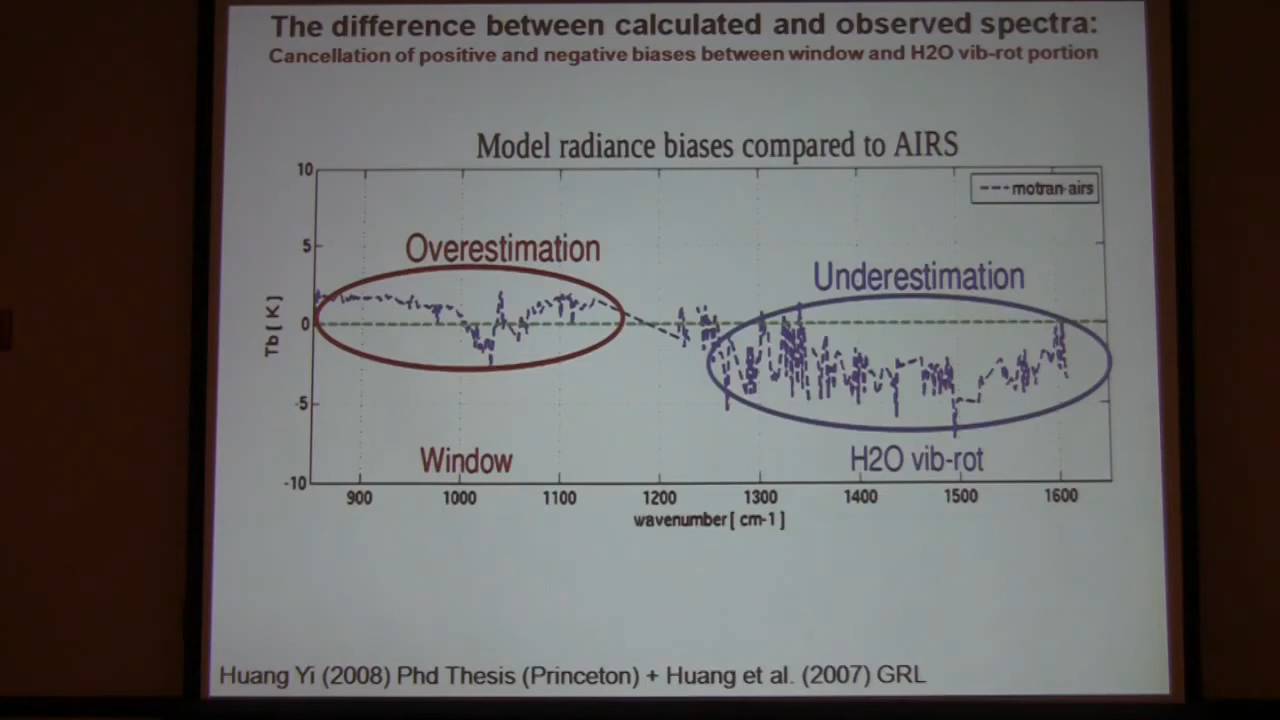 The difference between calculated and observed spectra:
Cancellation of positive and negative biases between window and H2O vib-rot portion
Model radiance biases compared to AIRS
10
motran-airs
Overestimation
5
Underestimation
Tb [ K]
0
-5
Window
H2O vib-rot
-10
900 1000 1100 1200 1300 1400 1500 1600
wavenumber [ cm-1 ]
Huang Yi (2008) Phd Thesis (Princeton) + Huang et al. (2007) GRL